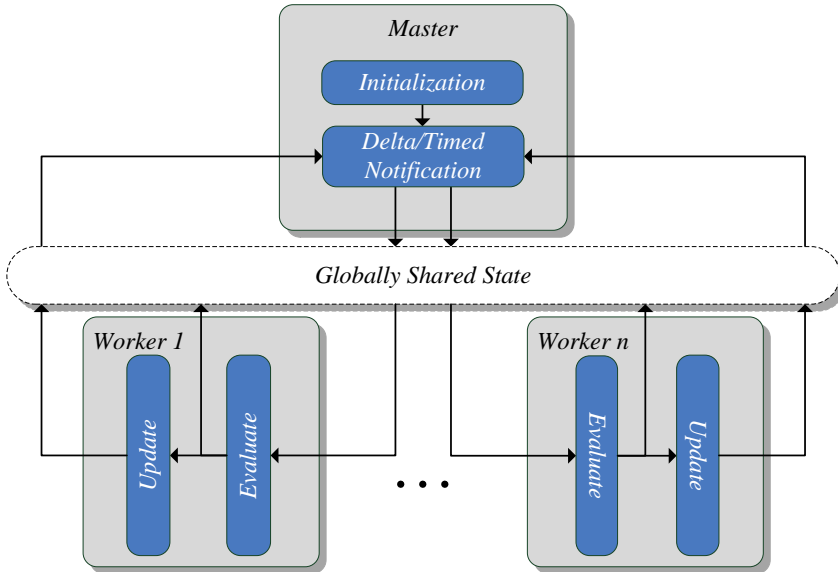 Master
Initialization
Delta/Timed
Notification
Globally Shared State
Worker 1
Update
Evaluate
. . .
Worker n
Evaluate
Update